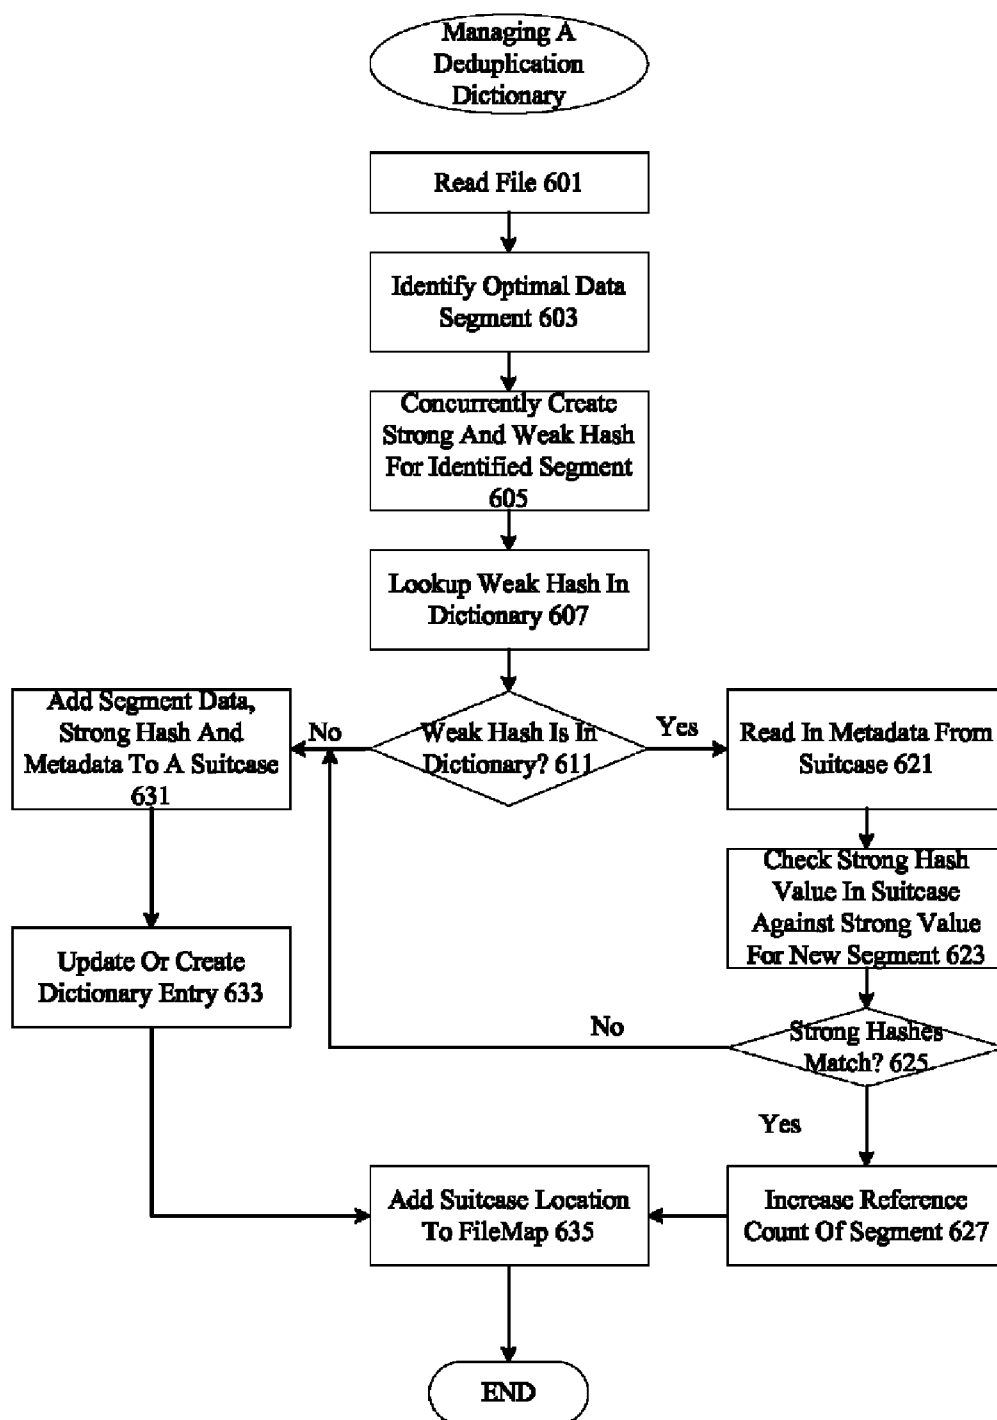 Managing A
Deduplication
Dictionary
Read File 601
Identify Optimal Data
Segment 603
Concurrently Create
Strong And Weak Hash
For Identified Segment
605
Lookup Weak Hash In
Dictionary 607
Weak Hash Is In
Dictionary? 611
No
Yes
Add Segment Data,
Strong Hash And
Metadata To A Suitcase
631
Read In Metadata From
Suitcase 621
Check Strong Hash
Value In Suitcase
Against Strong Value
For New Segment 623
Update Or Create
Dictionary Entry 633
Strong Hashes
Match? 625
No
Yes
Add Suitcase Location
To FileMap 635
Increase Reference
Count Of Segment 627
END